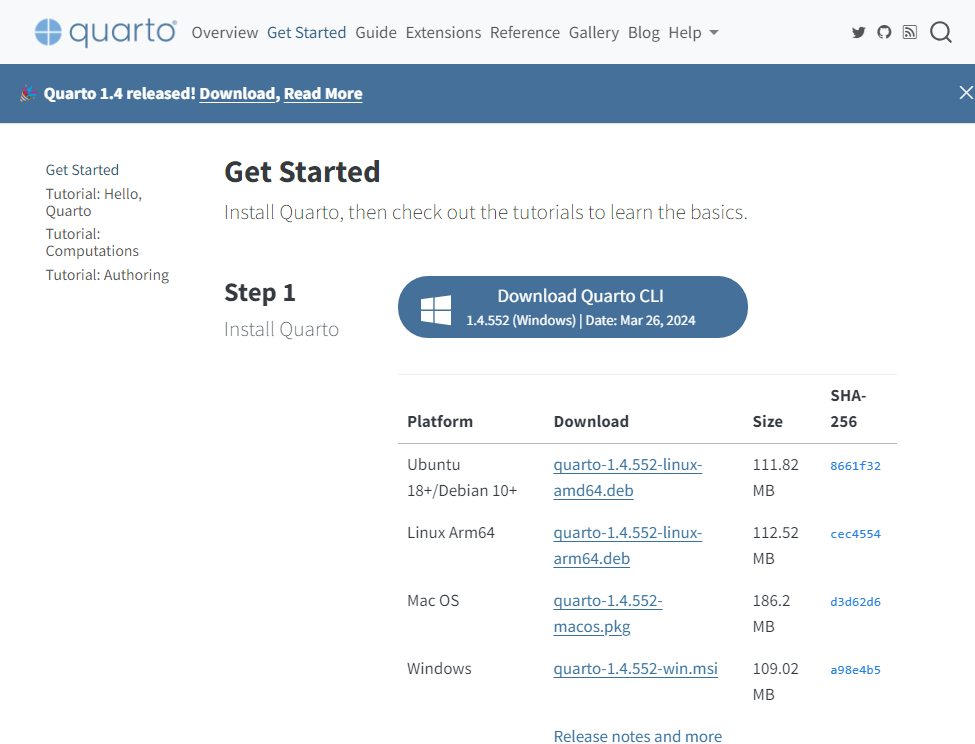 quarto® Overview Get Started Guide Extensions Reference Gallery Blog Help
Quarto 1.4 released! Download, Read More
Get Started
Tutorial: Hello,
Quarto
Tutorial:
Computations
Tutorial: Authoring
Get Started
Install Quarto, then check out the tutorials to learn the basics.
Step 1
Install Quarto
Download Quarto CLI
1.4.552 (Windows) | Date: Mar 26, 2024
SHA-
Platform Download Size 256
Ubuntu quarto-1.4.552-linux- 111.82 8661f32
18+/Debian 10+ amd64.deb MB
Linux Arm64 quarto-1.4.552-linux- 112.52 cec4554
arm64.deb MB
Mac OS quarto-1.4.552- 186.2 d3d62d6
macos.pkg MB
Windows quarto-1.4.552-win.msi 109.02 a98e4b5
MB
Release notes and more